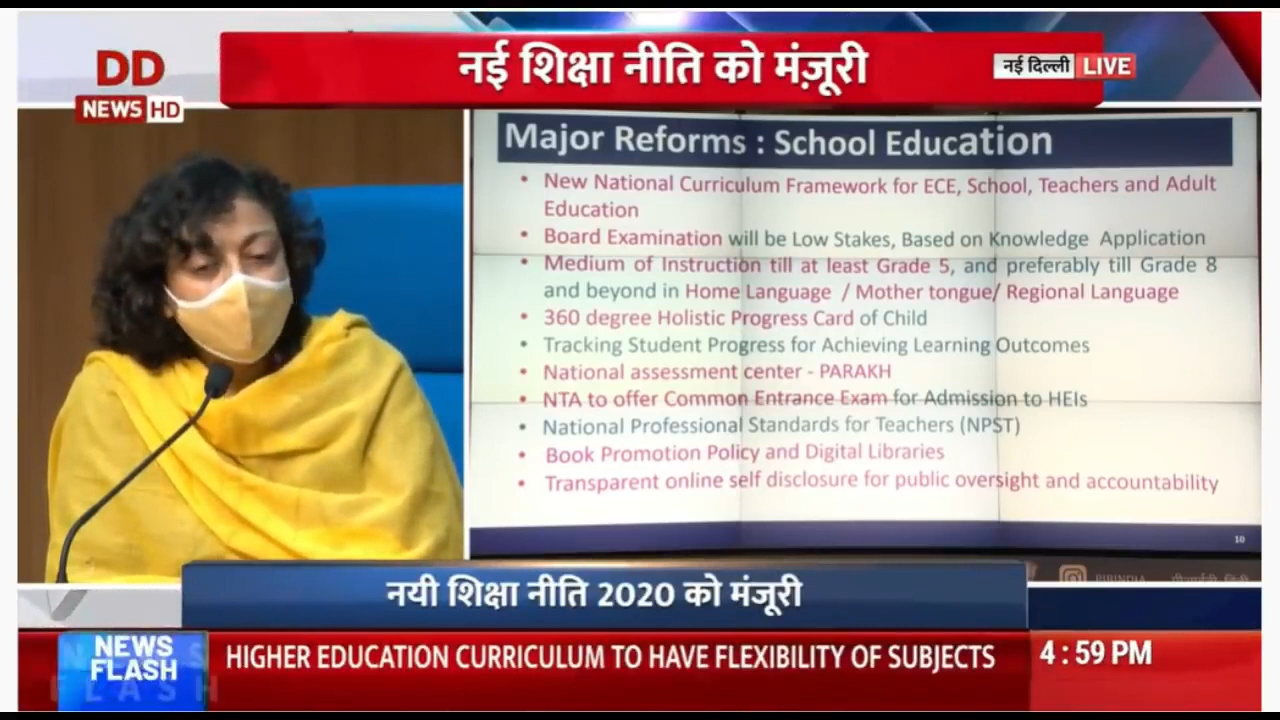 DD
NEWS HD
नई शिक्षा नीति को मंज़ूरी
नई दिल्ली LIVE
Major Reforms : School Education
• New National Curriculum Framework for ECE, School, Teachers and Adult
Education
• Board Examination will be Low Stakes, Based on Knowledge Application
• Medium of Instruction till at least Grade 5, and preferably till Grade 8
and beyond in Home Language / Mother tongue/ Regional Language
• 360 degree Holistic Progress Card of Child
• Tracking Student Progress for Achieving Learning Outcomes
• National assessment center - PARAKH
• NTA to offer Common Entrance Exam for Admission to HEIs
• National Professional Standards for Teachers (NPST)
• Book Promotion Policy and Digital Libraries
• Transparent online self disclosure for public oversight and accountability
10
PIBINDIA
नयी शिक्षा नीति 2020 को मंजूरी
NEWS
FLASH
HIGHER EDUCATION CURRICULUM TO HAVE FLEXIBILITY OF SUBJECTS
4:59 PM